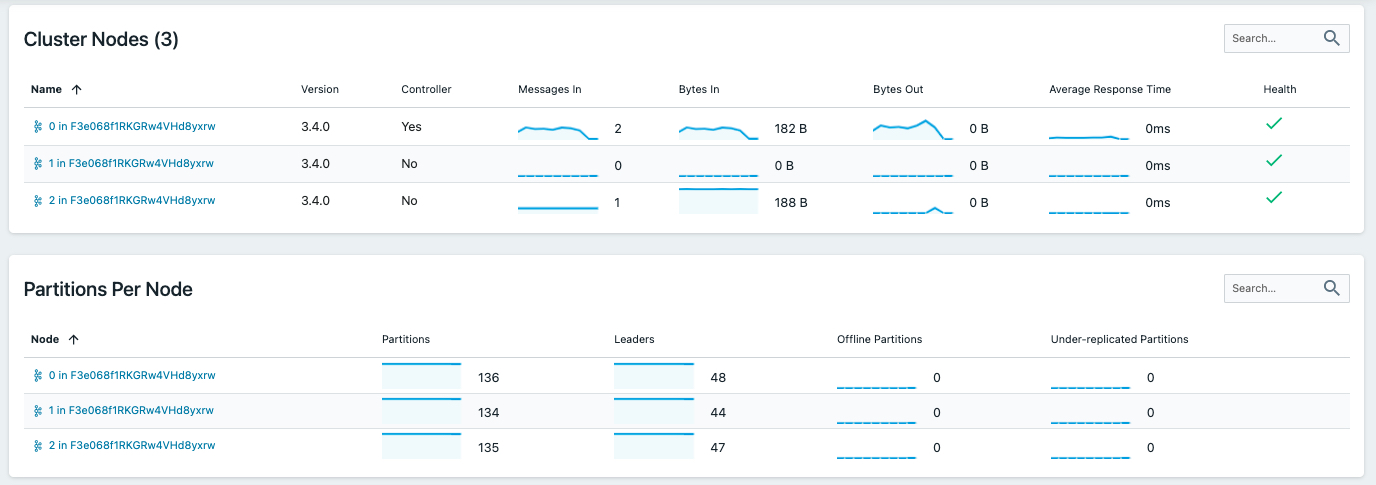 Cluster Nodes (3)
Search...
Name Version Controller Messages In Bytes In Bytes Out Average Response Time Health
0 in F3e068f1RKGRw4VHd8yxrw 3.4.0 Yes 2 182 B 0 B 0ms
1 in F3e068f1RKGRw4VHd8yxrw 3.4.0 No 0 0 B 0 B 0ms
2 in F3e068f1RKGRw4VHd8yxrw 3.4.0 No 1 188 B 0 B 0ms
Partitions Per Node
Search...
Node Partitions Leaders Offline Partitions Under-replicated Partitions
0 in F3e068f1RKGRw4VHd8yxrw 136 48 0 0
1 in F3e068f1RKGRw4VHd8yxrw 134 44 0 0
2 in F3e068f1RKGRw4VHd8yxrw 135 47 0 0